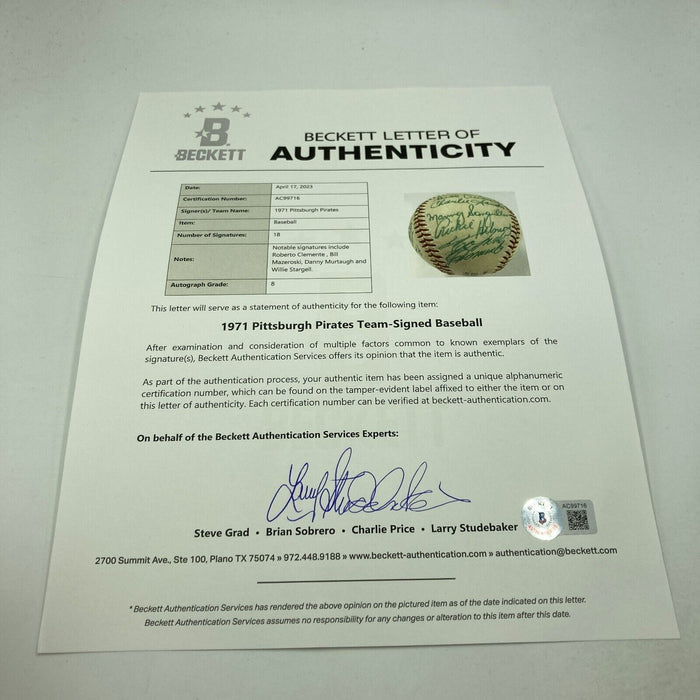 B
BECKETT
BECKETT LETTER OF
AUTHENTICITY
Date: April 17, 2023
Certification Number: AC99716
Signer(s)/ Team Name: 1971 Pittsburgh Pirates
Item: Baseball
Number of Signatures: 18
Notes: Notable signatures include
Roberto Clemente , Bill
Mazeroski, Danny Murtaugh and
Willie Stargell.
Autograph Grade: 8
This letter will serve as a statement of authenticity for the following item:
1971 Pittsburgh Pirates Team-Signed Baseball
After examination and consideration of multiple factors common to known exemplars of the
signature(s), Beckett Authentication Services offers its opinion that the item is authentic.
As part of the authentication process, your authentic item has been assigned a unique alphanumeric
certification number, which can be found on the tamper-evident label affixed to either the item or on
this letter of authenticity. Each certification number can be verified at beckett-authentication.com.
On behalf of the Beckett Authentication Services Experts:
Steve Grad • Brian Sobrero • Charlie Price • Larry Studebaker
AC99716
B
2700 Summit Ave., Ste 100, Plano TX 75074 » 972.448.9188 » www.beckett-authentication.com » authentication@beckett.com
* Beckett Authentication Services has rendered the above opinion on the pictured item as of the date indicated on this letter.
Beckett Authentication Services assumes no responsibility for any changes or alteration to this item after this date.